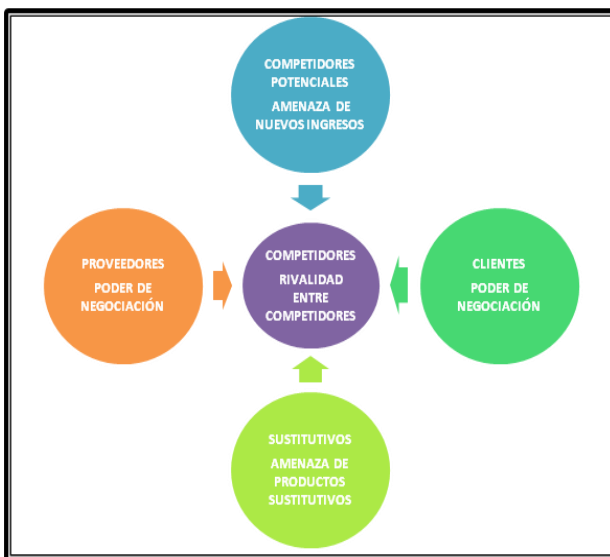 COMPETIDORES
POTENCIALES
AMENAZA DE
NUEVOS INGRESOS
PROVEEDORES
PODER DE
NEGOCIACIÓN
COMPETIDORES
RIVALIDAD
ENTRE
COMPETIDORES
CLIENTES
PODER DE
NEGOCIACIÓN
SUSTITUTIVOS
AMENAZA DE
PRODUCTOS
SUSTITUTIVOS